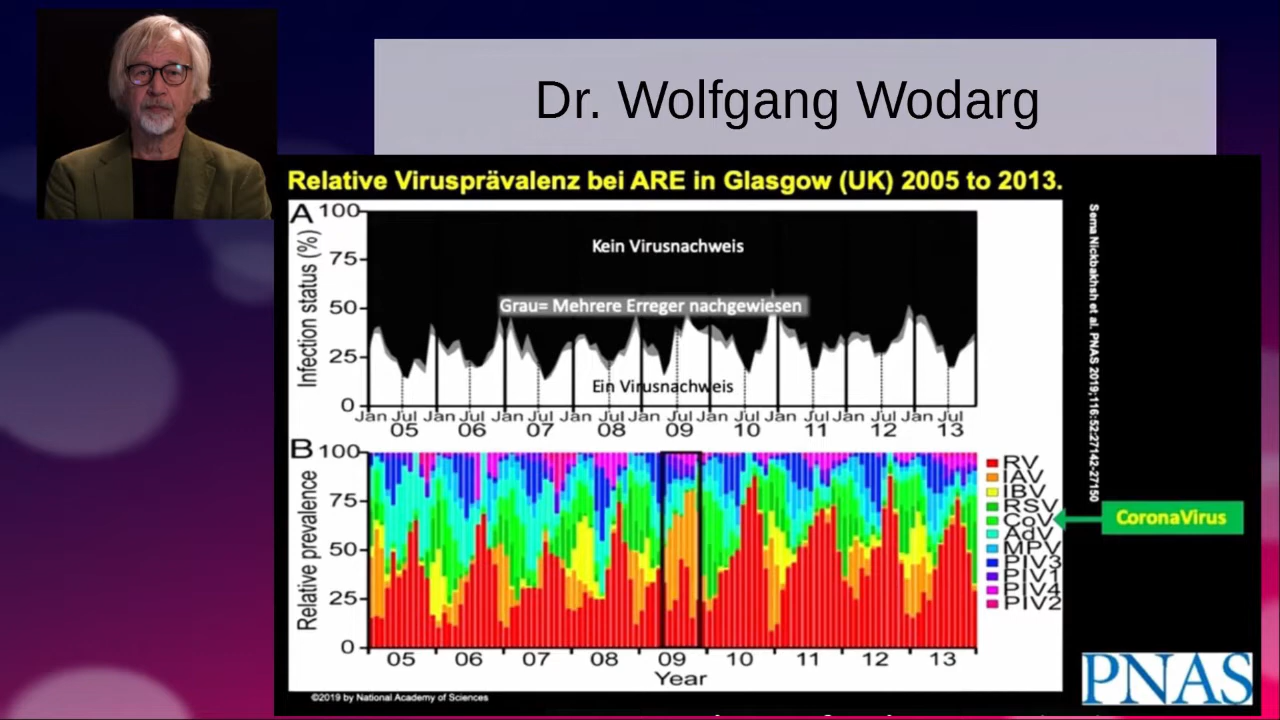 Dr. Wolfgang Wodarg
Relative Virusprävalenz bei ARE in Glasgow (UK) 2005 to 2013.
A
Infection status (%)
100
75
50
25
0
Kein Virusnachweis
Grau= Mehrere Erreger nachgewiesen
Ein Virusnachweis
Jan Jul Jan Jul Jan Jul Jan Jul Jan Jul Jan Jul Jan Jul Jan Jul Jan Jul
05 06 07 08 09 10 11 12 13
B
Relative prevalence
100
75
50
25
0
05 06 07 08 09 10 11 12 13
Year
RV
IAV
IBV
RSV
CoV
AdV
MPV
PIV3
PIV1
PIV4
PIV2
CoronaVirus
Sema Nickbakhsh et al. PNAS 2019;116:52:27142-27150
©2019 by National Academy of Sciences
PNAS